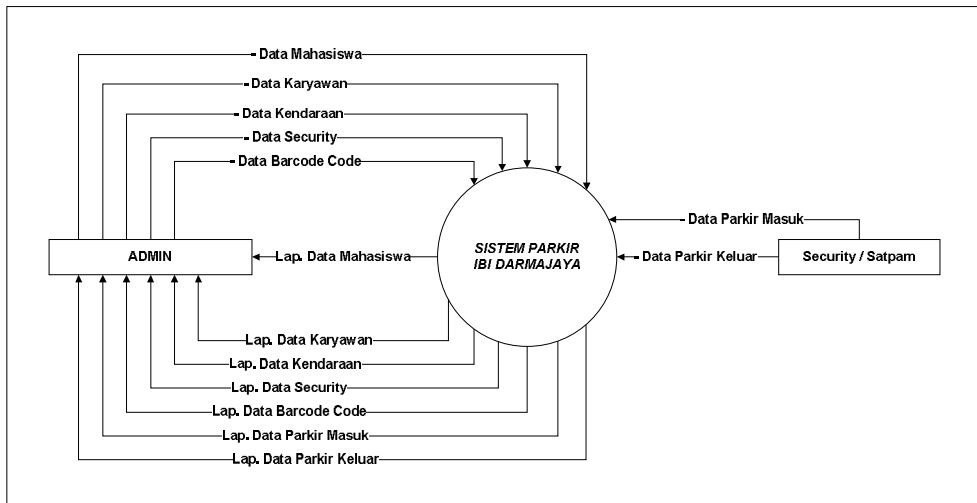 - Data Mahasiswa
- Data Karyawan
- Data Kendaraan
- Data Security
- Data Barcode Code
- Data Parkir Masuk
ADMIN
Lap. Data Mahasiswa
SISTEM PARKIR
IBI DARMAJAYA
- Data Parkir Keluar
Security / Satpam
Lap. Data Karyawan
Lap. Data Kendaraan
Lap. Data Security
Lap. Data Barcode Code
Lap. Data Parkir Masuk
Lap. Data Parkir Keluar